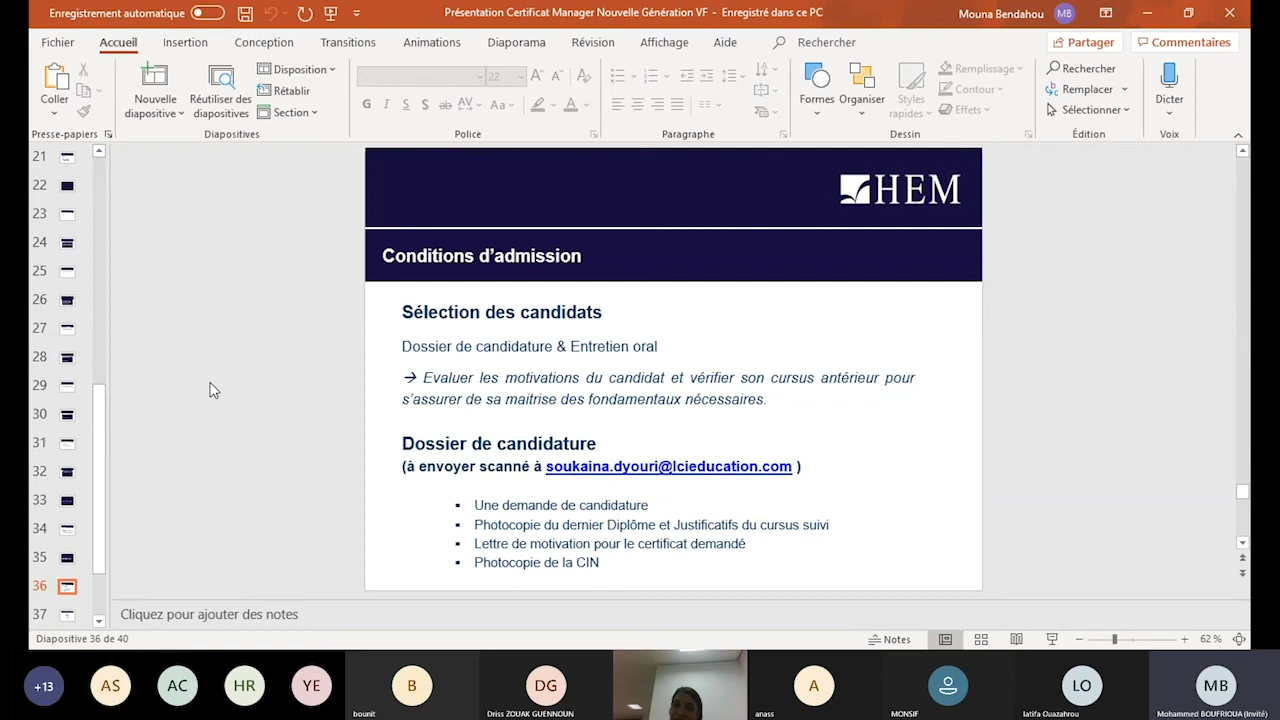 Enregistrement automatique
Présentation Certificat Manager Nouvelle Génération VF - Enregistré dans ce PC
Mouna Bendahou MB
Fichier Accueil Insertion Conception Transitions Animations Diaporama Révision Affichage Aide Rechercher Partager Commentaires
Coller
Nouvelle diapositive
Réutiliser des diapositives
Disposition
Rétablir
Section
22
G I S S ab AV Aa
A
Formes Organiser
Styles rapides
Remplissage
Contour
Effets
Rechercher
Remplacer
Sélectionner
Dicter
Presse-papiers Diapositives Police Paragraphe Dessin Édition Voix
21
22
23
24
25
26
27
28
29
30
31
32
33
34
35
36
37
HEM
Conditions d'admission
Sélection des candidats
Dossier de candidature & Entretien oral
→ Evaluer les motivations du candidat et vérifier son cursus antérieur pour
s'assurer de sa maitrise des fondamentaux nécessaires.
Dossier de candidature
(à envoyer scanné à soukaina.dyouri@lcieducation.com )
▪ Une demande de candidature
▪ Photocopie du dernier Diplôme et Justificatifs du cursus suivi
▪ Lettre de motivation pour le certificat demandé
▪ Photocopie de la CIN
Cliquez pour ajouter des notes
Diapositive 36 de 40
Notes
62 %
+13 AS AC HR YE B DG A LO MB
bounit Driss ZOUAK GUENNOUN anass MONSIF latifa Ouazahrou Mohammed BOUFRIOUA (Invité)